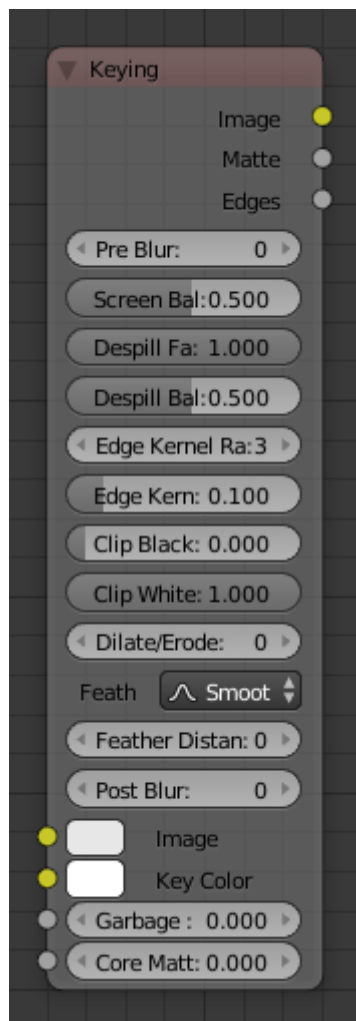 Keying
Image
Matte
Edges
Pre Blur: 0
Screen Bal:0.500
Despill Fa: 1.000
Despill Bal:0.500
Edge Kernel Ra:3
Edge Kern: 0.100
Clip Black: 0.000
Clip White: 1.000
Dilate/Erode: 0
Feath Smoot
Feather Distan: 0
Post Blur: 0
Image
Key Color
Garbage : 0.000
Core Matt: 0.000